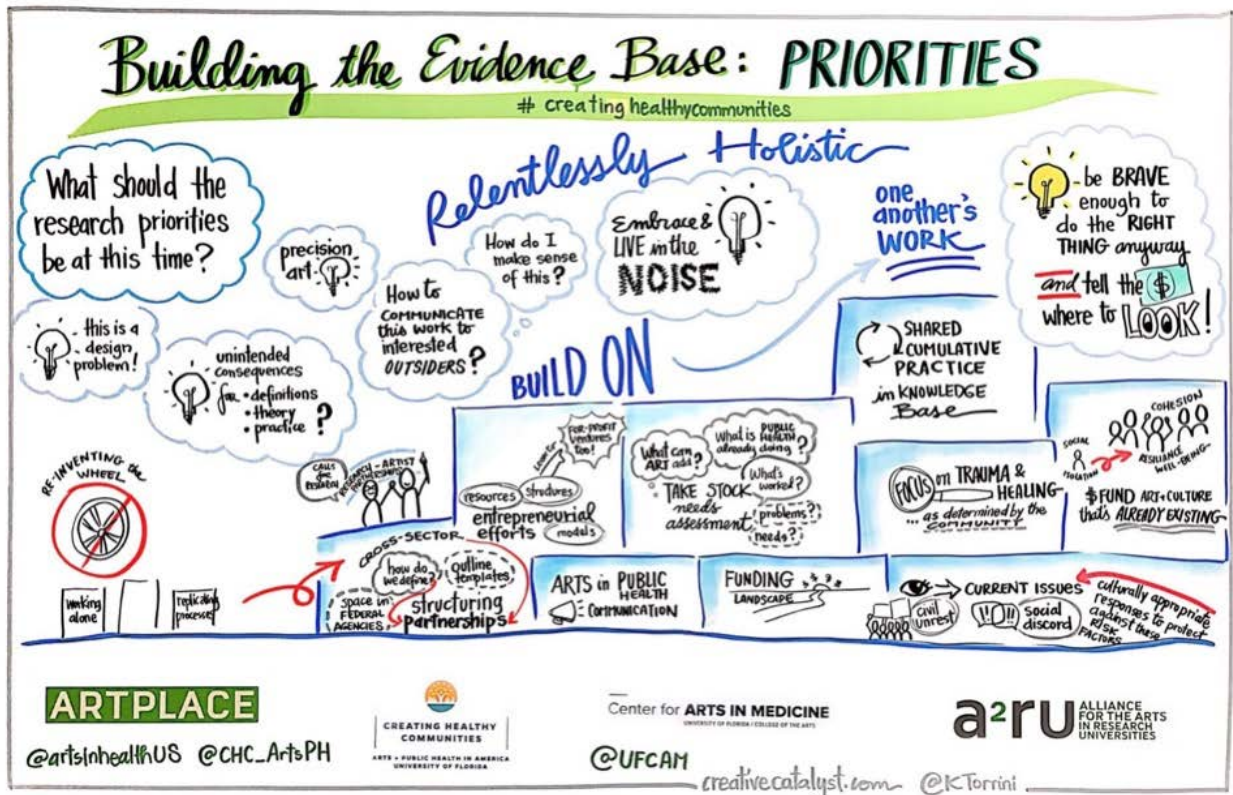 Building the Evidence Base: PRIORITIES
# creatinghealthycommunities
Relentlessly Holistic
What should the
research priorities
be at this time?
precision
art
How do I
make sense
of this?
Embrace &
LIVE in the
NOISE
one
another's
WORK
be BRAVE
enough to
do the RIGHT
THING anyway
and tell the $
where to LOOK!
this is a
design
problem!
unintended
consequences
for • definitions
• theory
• practice ?
How to
COMMUNICATE
this work to
interested
OUTSIDERS?
BUILD ON
SHARED
CUMULATIVE
PRACTICE
in KNOWLEDGE
Base
RE-INVENTING the
WHEEL
working
alone
replicating
processes
CALLS
for
RESEARCH
RESEARCH - ARTIST
PARTNERSHIPS
FOR-PROFIT
ventures
too!
resources
structures
entrepreneurial
efforts
models
What can
ART add?
What is PUBLIC
HEALTH
already doing?
What's
worked?
TAKE STOCK
needs
assessment
problems?
needs?
FOCUS on TRAUMA &
HEALING
... as determined by the
COMMUNITY
SOCIAL
ISOLATION
COHESION
RESILIANCE
WELL-BEING
$ FUND ART + CULTURE
that's ALREADY EXISTING
CROSS-SECTOR
how do
we define?
outline
templates
space in
FEDERAL
AGENCIES
structuring
partnerships
ARTS in PUBLIC
HEALTH
COMMUNICATION
FUNDING
LANDSCAPE
CURRENT ISSUES
civil
unrest
social
discord
culturally appropriate
responses to protect
against these
RISK
FACTORS
ARTPLACE
@artsinhealthUS @CHC_ArtsPH
CREATING HEALTHY
COMMUNITIES
ARTS + PUBLIC HEALTH IN AMERICA
UNIVERSITY OF FLORIDA
Center for ARTS IN MEDICINE
UNIVERSITY OF FLORIDA / COLLEGE OF THE ARTS
@UFCAM
a2ru
ALLIANCE
FOR THE ARTS
IN RESEARCH
UNIVERSITIES
creativecatalyst.com @KTorrini